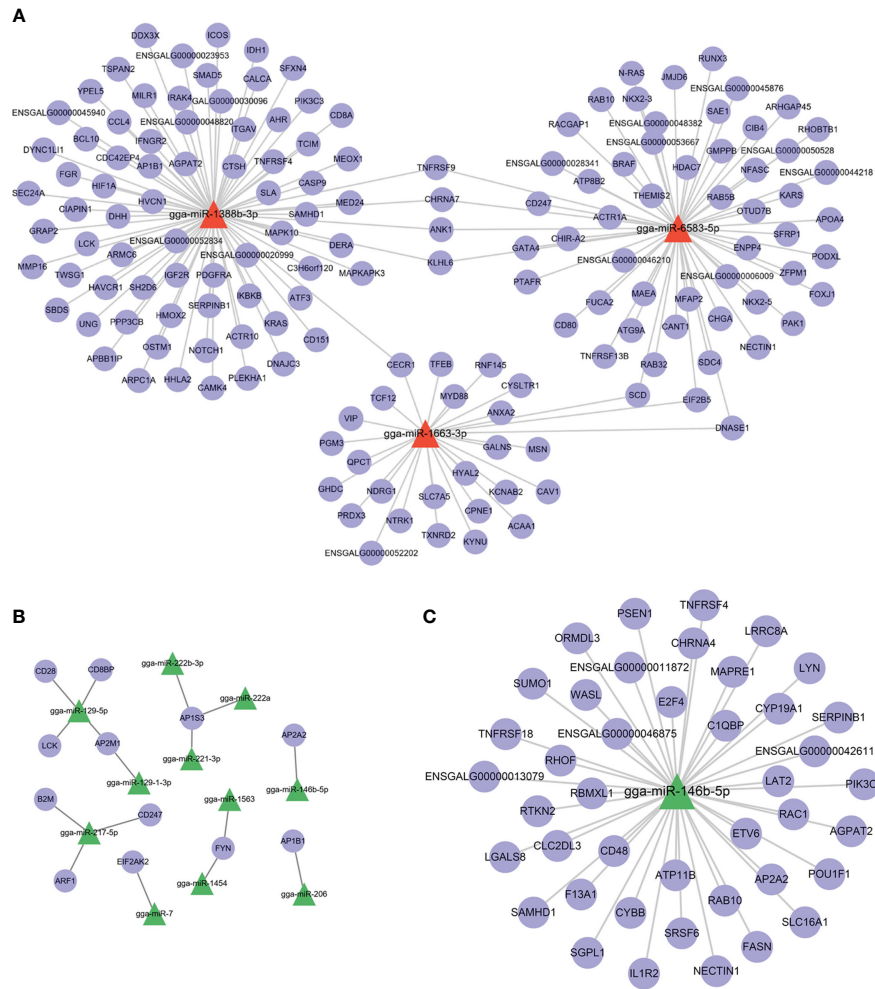 A
DDX3X
ICOS
ENSGALG00000023953
IDH1
TSPAN2
SMAD5
SFXN4
CALCA
YPEL5
MILR1
IRAK4
GALG00000030096
PIK3C3
ENSGALG00000045940
CCL4
ENSGALG00000048820
AHR
CD8A
IFNGR2
ITGAV
BCL10
TCIM
DYNC1LI1
CDC42EP4
AP1B1
AGPAT2
CTSH
TNFRSF4
MEOX1
FGR
HIF1A
SLA
CASP9
SEC24A
HVCN1
gga-miR-1388b-3p
SAMHD1
MED24
CIAPIN1
DHH
GRAP2
MAPK10
LCK
ENSGALG00000052834
DERA
ARMC6
ENSGALG00000020999
C3H6orf120
MAPKAPK3
MMP16
TWSG1
IGF2R
PDGFRA
HAVCR1
SH2D6
IKBKB
ATF3
SBDS
SERPINB1
UNG
PPP3CB
HMOX2
KRAS
CD151
APBB1IP
OSTM1
NOTCH1
ACTR10
DNAJC3
ARPC1A
HHLA2
CAMK4
PLEKHA1
TNFRSF9
CHRNA7
ANK1
KLHL6
RUNX3
N-RAS
JMJD6
ENSGALG00000045876
RAB10
NKX2-3
SAE1
ARHGAP45
RACGAP1
ENSGALG00000048382
CIB4
RHOBTB1
ENSGALG00000053667
GMPPB
ENSGALG00000050528
ENSGALG00000028341
BRAF
HDAC7
NFASC
ENSGALG00000044218
ATP8B2
THEMIS2
RAB5B
KARS
CD247
OTUD7B
APOA4
ACTR1A
gga-miR-6583-5p
SFRP1
CHIR-A2
GATA4
ENPP4
PODXL
ENSGALG00000046210
ENSGALG00000006009
ZFPM1
PTAFR
FOXJ1
MAEA
MFAP2
NKX2-5
FUCA2
CHGA
PAK1
CD80
ATG9A
CANT1
NECTIN1
TNFRSF13B
RAB32
SDC4
SCD
EIF2B5
DNASE1
CECR1
TFEB
RNF145
TCF12
MYD88
CYSLTR1
VIP
ANXA2
gga-miR-1663-3p
PGM3
GALNS
MSN
QPCT
HYAL2
GHDC
NDRG1
SLC7A5
KCNAB2
CAV1
PRDX3
NTRK1
CPNE1
ACAA1
TXNRD2
KYNU
ENSGALG00000052202
B
gga-miR-222b-3p
CD28
CD8BP
gga-miR-222a
gga-miR-129-5p
AP1S3
LCK
AP2M1
AP2A2
gga-miR-221-3p
gga-miR-129-1-3p
gga-miR-146b-5p
B2M
gga-miR-1563
CD247
gga-miR-217-5p
EIF2AK2
FYN
AP1B1
ARF1
gga-miR-1454
gga-miR-206
gga-miR-7
C
PSEN1
TNFRSF4
ORMDL3
CHRNA4
LRRC8A
ENSGALG00000011872
MAPRE1
LYN
SUMO1
WASL
E2F4
CYP19A1
C1QBP
SERPINB1
TNFRSF18
ENSGALG00000046875
ENSGALG00000042611
RHOF
ENSGALG00000013079
LAT2
RBMXL1
gga-miR-146b-5p
PIK3C
RTKN2
RAC1
AGPAT2
LGALS8
CLC2DL3
CD48
ETV6
ATP11B
AP2A2
POU1F1
F13A1
SAMHD1
CYBB
RAB10
SLC16A1
SRSF6
SGPL1
FASN
IL1R2
NECTIN1